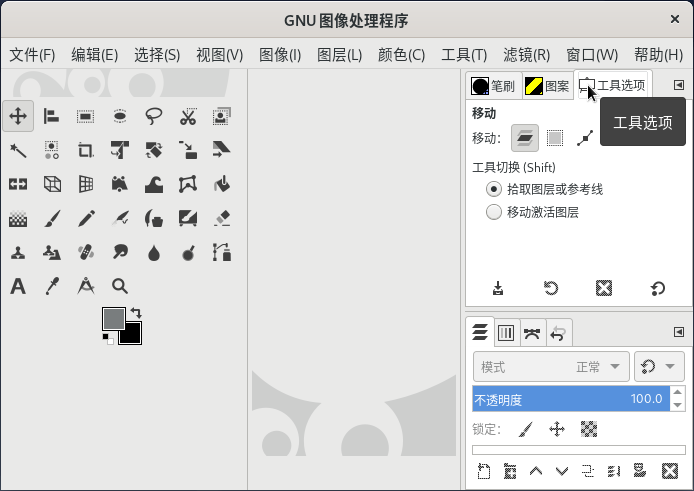 GNU 图像处理程序
文件(F) 编辑(E) 选择(S) 视图(V) 图像(I) 图层(L) 颜色(C) 工具(T) 滤镜(R) 窗口(W) 帮助(H)
笔刷 图案 工具选项
移动
工具选项
移动:
工具切换 (Shift)
拾取图层或参考线
移动激活图层
模式 正常
不透明度 100.0
锁定: